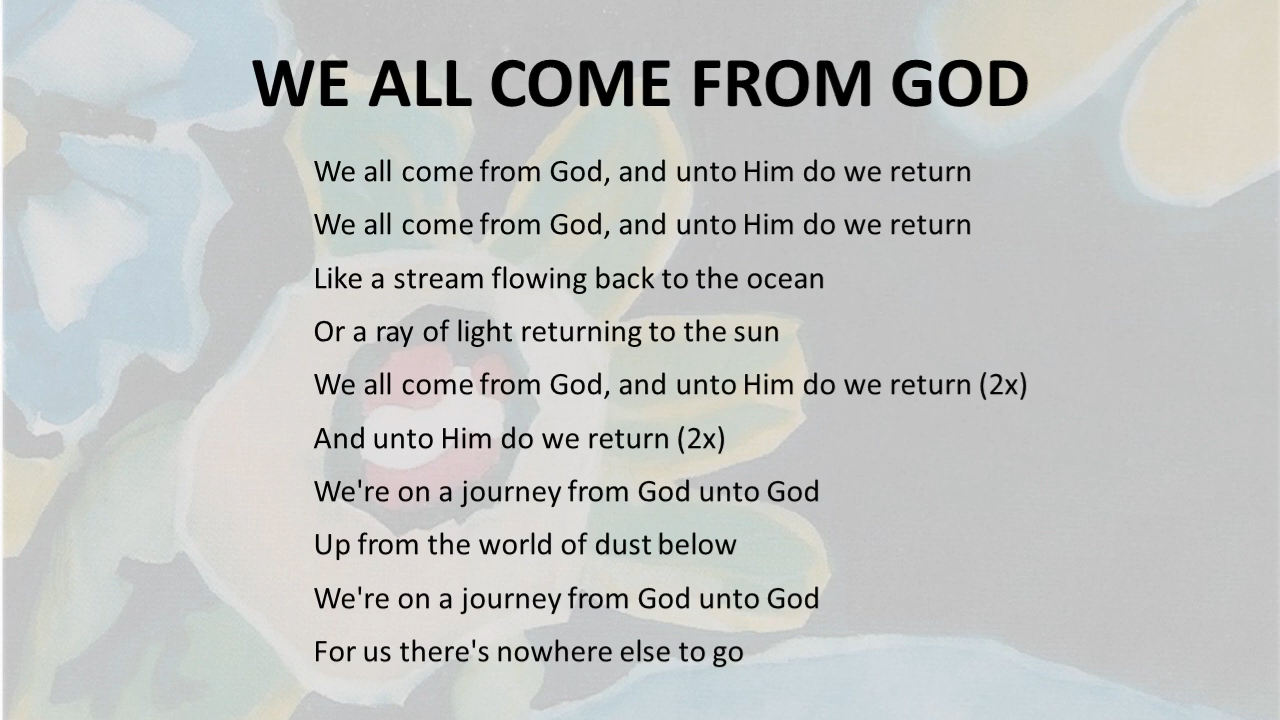 WE ALL COME FROM GOD
We all come from God, and unto Him do we return
We all come from God, and unto Him do we return
Like a stream flowing back to the ocean
Or a ray of light returning to the sun
We all come from God, and unto Him do we return (2x)
And unto Him do we return (2x)
We're on a journey from God unto God
Up from the world of dust below
We're on a journey from God unto God
For us there's nowhere else to go